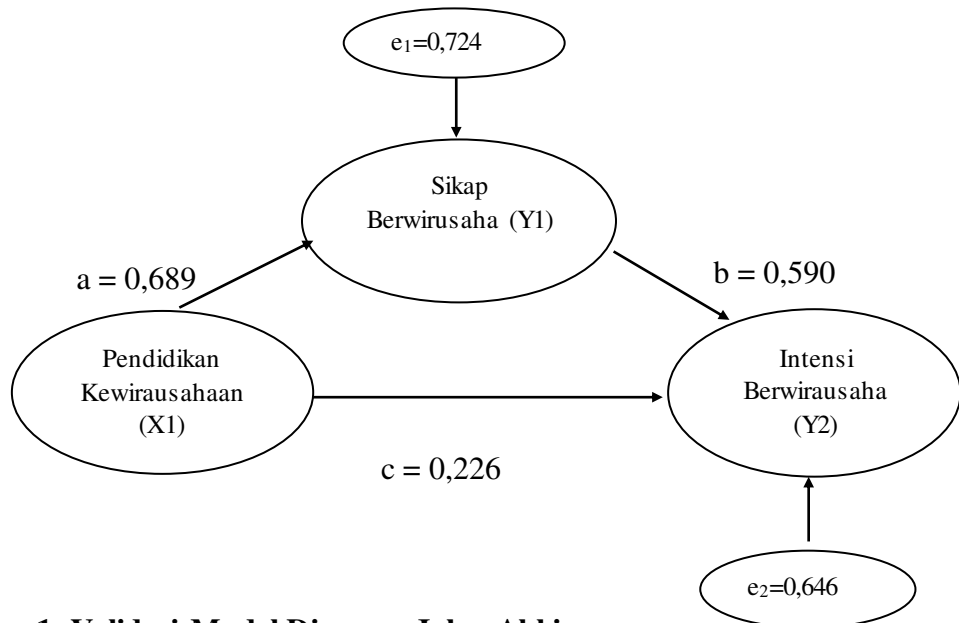 e₁=0,724
Sikap
Berwirusaha (Y1)
a = 0,689
b = 0,590
Pendidikan
Kewirausahaan
(X1)
Intensi
Berwirausaha
(Y2)
c = 0,226
e₂=0,646